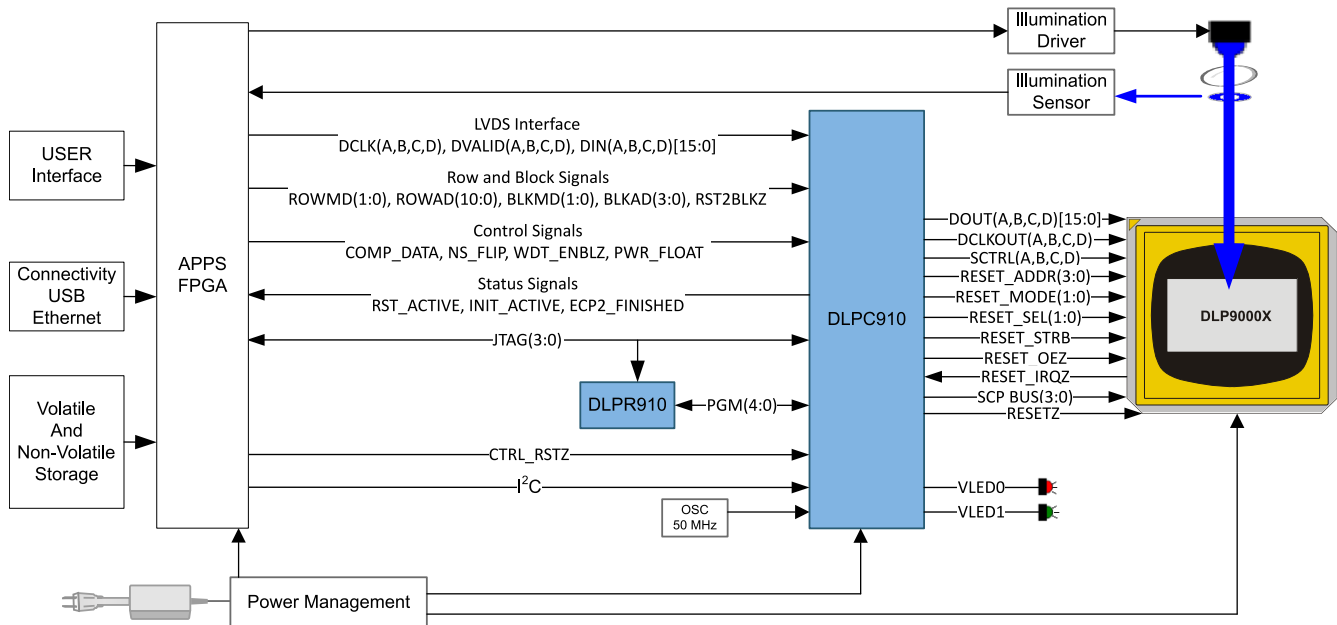 Illumination
Driver
Illumination
Sensor
USER
Interface
Connectivity
USB
Ethernet
Volatile
And
Non-Volatile
Storage
APPS
FPGA
LVDS Interface
DCLK(A,B,C,D), DVALID(A,B,C,D), DIN(A,B,C,D)[15:0]
Row and Block Signals
ROWMD(1:0), ROWAD(10:0), BLKMD(1:0), BLKAD(3:0), RST2BLKZ
Control Signals
COMP_DATA, NS_FLIP, WDT_ENBLZ, PWR_FLOAT
Status Signals
RST_ACTIVE, INIT_ACTIVE, ECP2_FINISHED
JTAG(3:0)
DLPR910
PGM(4:0)
CTRL_RSTZ
I²C
OSC
50 MHz
DLPC910
DOUT(A,B,C,D)[15:0]
DCLKOUT(A,B,C,D)
SCTRL(A,B,C,D)
RESET_ADDR(3:0)
RESET_MODE(1:0)
RESET_SEL(1:0)
RESET_STRB
RESET_OEZ
RESET_IRQZ
SCP BUS(3:0)
RESETZ
VLED0
VLED1
DLP9000X
Power Management